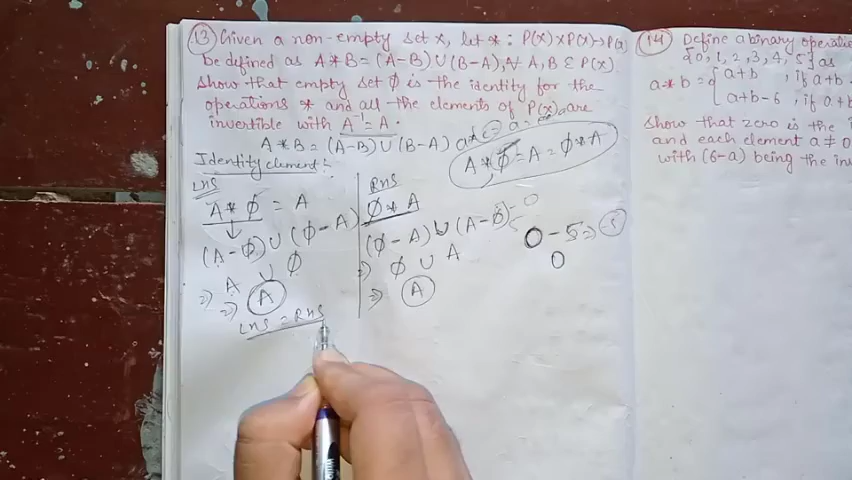 (13) Given a non-empty set x, let * : P(x) x P(x) → P(x)
be defined as A * B = (A-B) ∪ (B-A), ∀ A, B ε P(x).
show that empty set ϕ is the identity for the
operations * and all the elements of P(x) are
invertible with A⁻¹ = A.
A * B = (A-B) ∪ (B-A)
A * ϕ = A = ϕ * A
Identity element:
LHS
A * ϕ = A
(A-ϕ) ∪ (ϕ-A)
⇒ A ∪ ϕ
⇒ A
LHS = RHS
RHS
ϕ * A
(ϕ-A) ∪ (A-ϕ)
⇒ ϕ ∪ A
⇒ A
0 - 5 ⇒ -5
0
(14) Define a binary operatio
{0, 1, 2, 3, 4, 5} as
a * b = { a+b , if a+b
a+b-6 , if a+b
Show that zero is the i
and each element a ≠ 0
with (6-a) being the inv